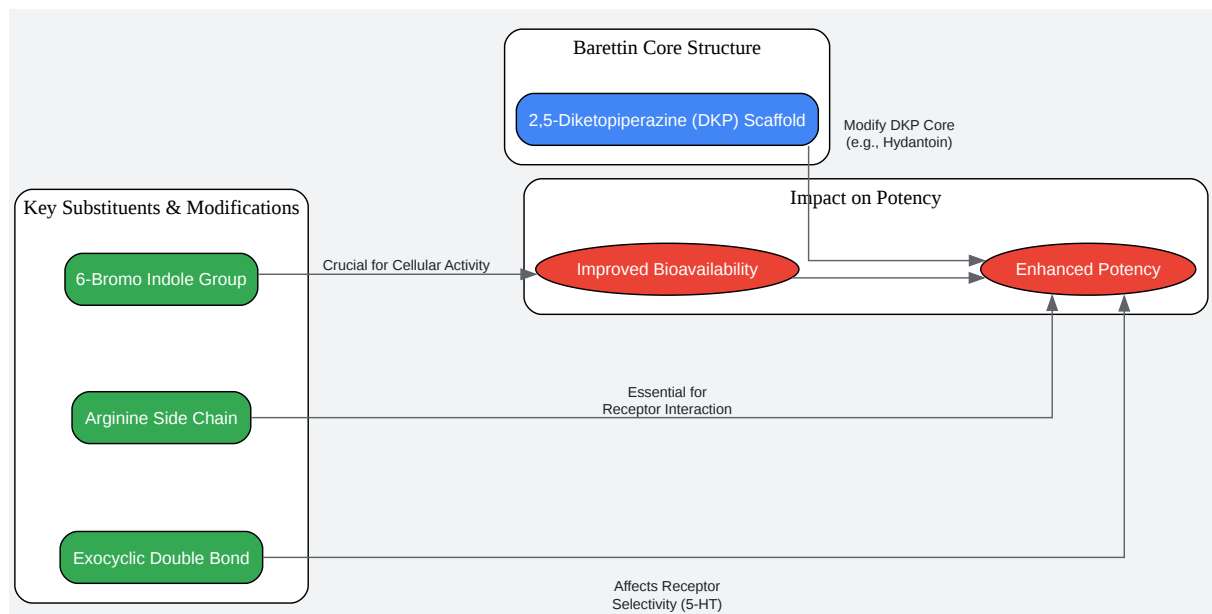 Barettin Core Structure
2,5-Diketopiperazine (DKP) Scaffold
Modify DKP Core
(e.g., Hydantoin)
Key Substituents & Modifications
6-Bromo Indole Group
Arginine Side Chain
Exocyclic Double Bond
Crucial for Cellular Activity
Impact on Potency
Improved Bioavailability
Enhanced Potency
Essential for
Receptor Interaction
Affects Receptor
Selectivity (5-HT)